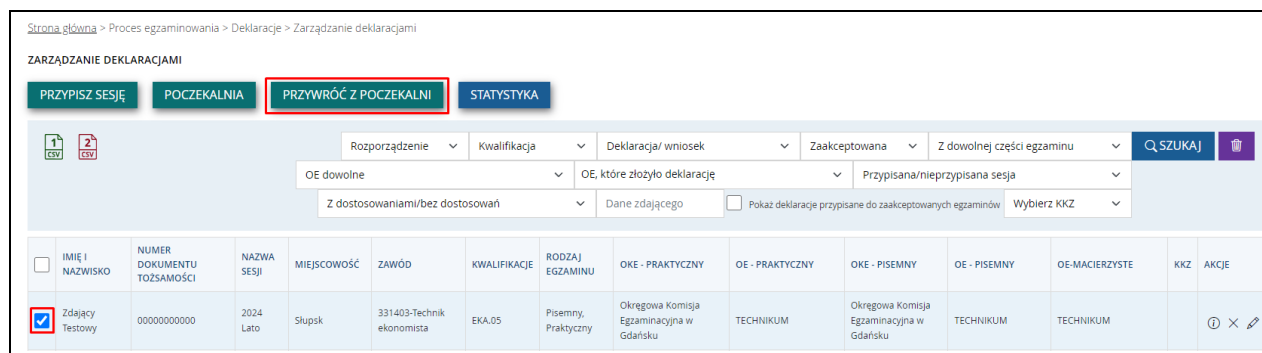 Strona główna > Proces egzaminowania > Deklaracje > Zarządzanie deklaracjami
ZARZĄDZANIE DEKLARACJAMI
PRZYPISZ SESJĘ POCZEKALNIA PRZYWRÓĆ Z POCZEKALNI STATYSTYKA
1 CSV 2 CSV Rozporządzenie Kwalifikacja Deklaracja/ wniosek Zaakceptowana Z dowolnej części egzaminu SZUKAJ
OE dowolne OE, które złożyło deklarację Przypisana/nieprzypisana sesja
Z dostosowaniami/bez dostosowań Dane zdającego Pokaż deklaracje przypisane do zaakceptowanych egzaminów Wybierz KKZ
IMIĘ I NAZWISKO NUMER DOKUMENTU TOŻSAMOŚCI NAZWA SESJI MIEJSCOWOŚĆ ZAWÓD KWALIFIKACJE RODZAJ EGZAMINU OKE - PRAKTYCZNY OE - PRAKTYCZNY OKE - PISEMNY OE - PISEMNY OE-MACIERZYSTE KKZ AKCJE
Zdający Testowy 00000000000 2024 Lato Słupsk 331403-Technik ekonomista EKA.05 Pisemny, Praktyczny Okręgowa Komisja Egzaminacyjna w Gdańsku TECHNIKUM Okręgowa Komisja Egzaminacyjna w Gdańsku TECHNIKUM TECHNIKUM